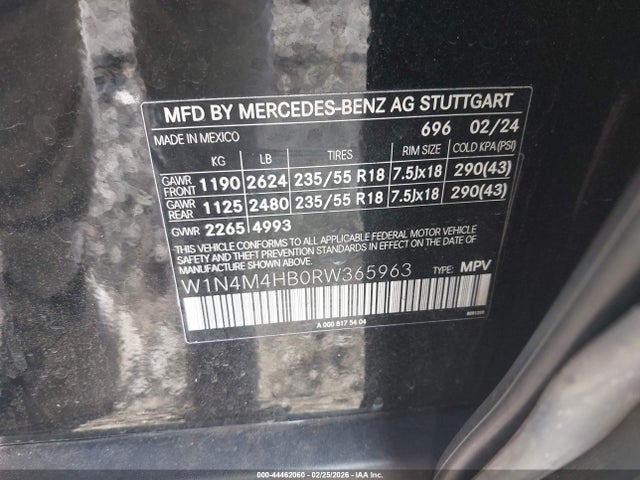 MFD BY MERCEDES-BENZ AG STUTTGART
MADE IN MEXICO 696 02/24
KG LB TIRES RIM SIZE COLD KPA(PSI)
GAWR FRONT 1190 2624 235/55 R18 7.5Jx18 290(43)
GAWR REAR 1125 2480 235/55 R18 7.5Jx18 290(43)
GVWR 2265 4993
THIS VEHICLE CONFORMS TO ALL APPLICABLE FEDERAL MOTOR VEHICLE
SAFETY AND THEFT PREVENTION STANDARDS IN EFFECT ON THE DATE OF
MANUFACTURE SHOWN ABOVE.
W1N4M4HB0RW365963 TYPE: MPV
A 000 817 54 04
000-44462060 - 02/25/2026 - IAA Inc.